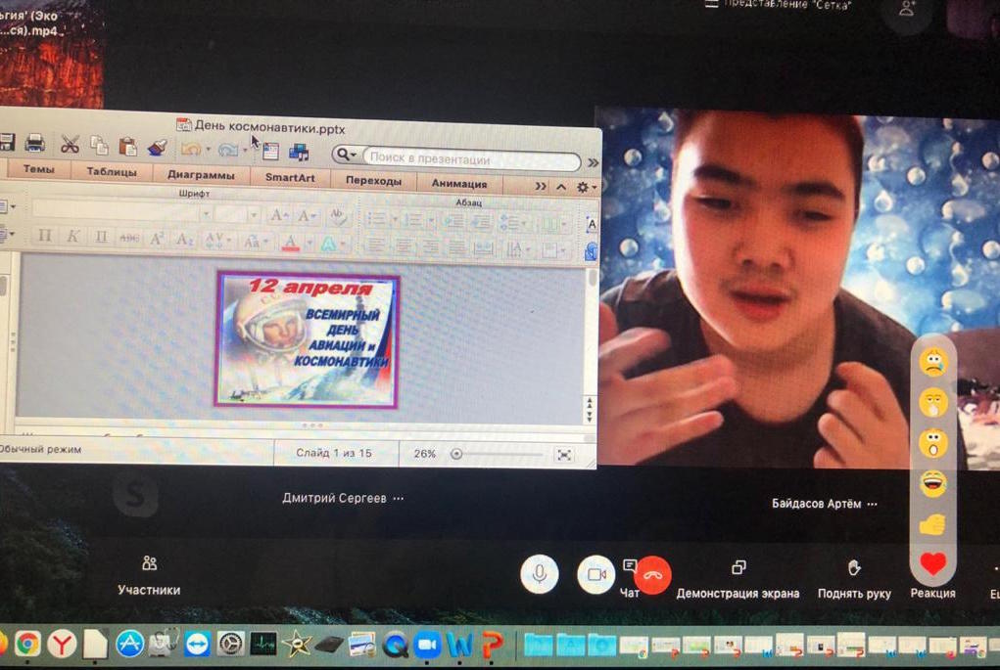 ьгия' (Эко
...ся).mp4
Представление "Сетка"
День космонавтики.pptx
Поиск в презентации
Темы
Таблицы
Диаграммы
SmartArt
Переходы
Анимация
Шрифт
Абзац
12 апреля
ВСЕМИРНЫЙ
ДЕНЬ
АВИАЦИИ и
КОСМОНАВТИКИ
Обычный режим
Слайд 1 из 15
26%
Дмитрий Сергеев ···
Байдасов Артём ···
Участники
Чат
Демонстрация экрана
Поднять руку
Реакция